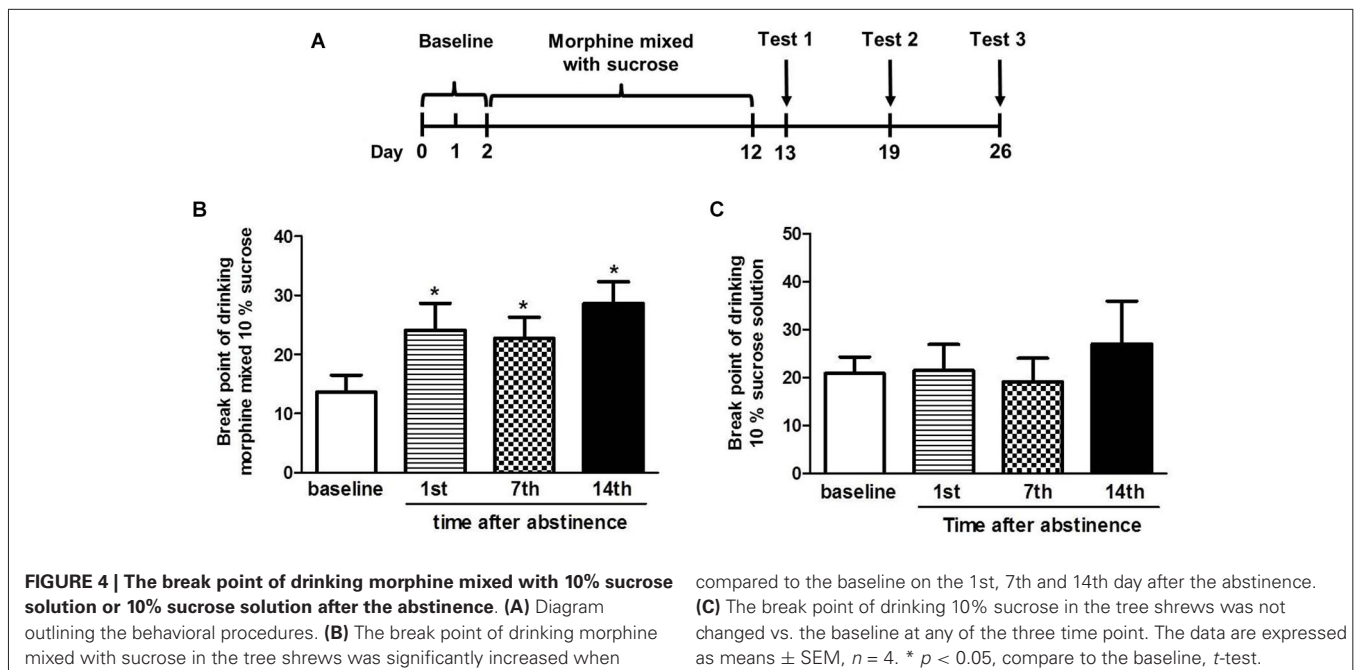 A
Baseline
Morphine mixed
with sucrose
Test 1
Test 2
Test 3
Day 0 1 2 12 13 19 26
B
Break point of drinking
morphine mixed 10 % sucrose
40
30
20
10
0
* * *
baseline 1st 7th 14th
time after abstinence
C
Break point of drinking
10 % sucrose solution
50
40
30
20
10
0
baseline 1st 7th 14th
Time after abstinence
FIGURE 4 | The break point of drinking morphine mixed with 10% sucrose
solution or 10% sucrose solution after the abstinence. (A) Diagram
outlining the behavioral procedures. (B) The break point of drinking morphine
mixed with sucrose in the tree shrews was significantly increased when
compared to the baseline on the 1st, 7th and 14th day after the abstinence.
(C) The break point of drinking 10% sucrose in the tree shrews was not
changed vs. the baseline at any of the three time point. The data are expressed
as means ± SEM, n = 4. * p < 0.05, compare to the baseline, t-test.